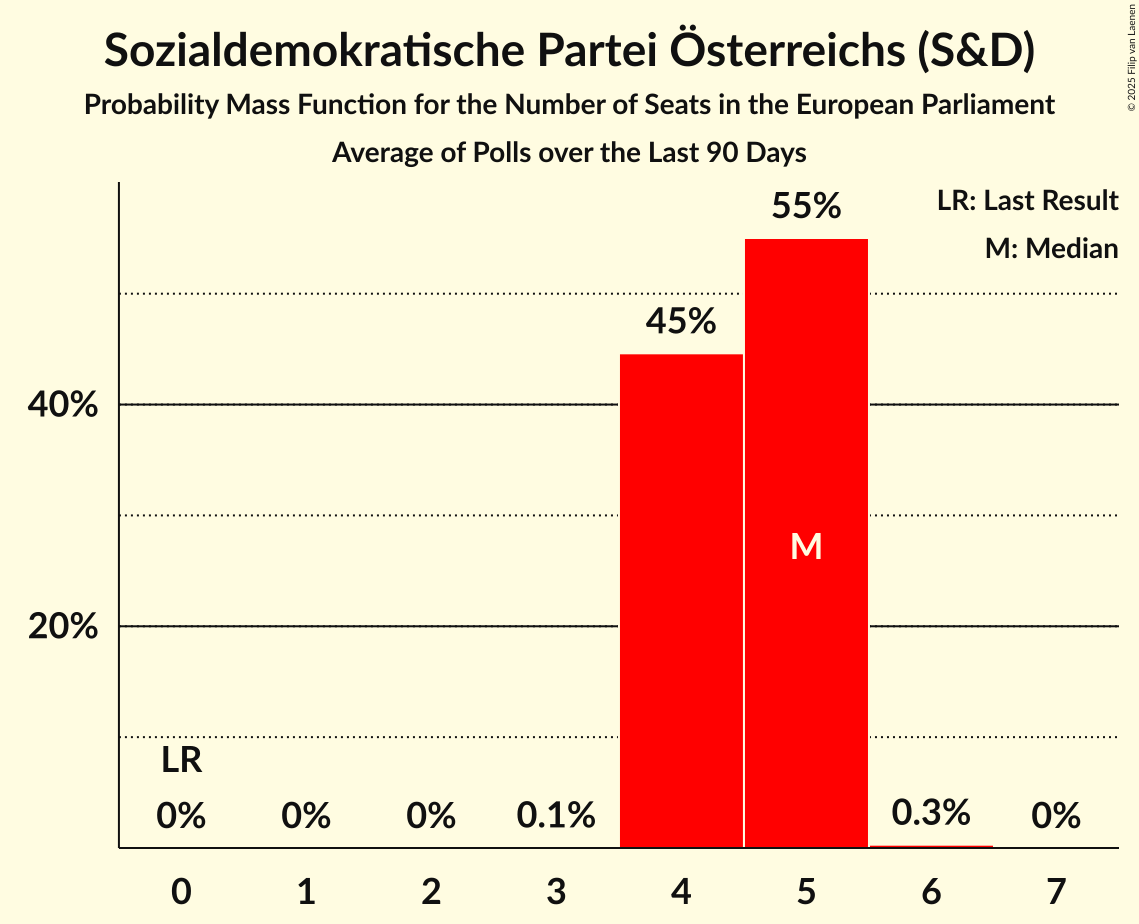 Sozialdemokratische Partei Österreichs (S&D)
Probability Mass Function for the Number of Seats in the European Parliament
Average of Polls over the Last 90 Days
© 2025 Filip van Laenen
LR: Last Result
M: Median
55%
45%
40%
M
20%
LR
0% 0% 0% 0.1% 0.3% 0%
0 1 2 3 4 5 6 7